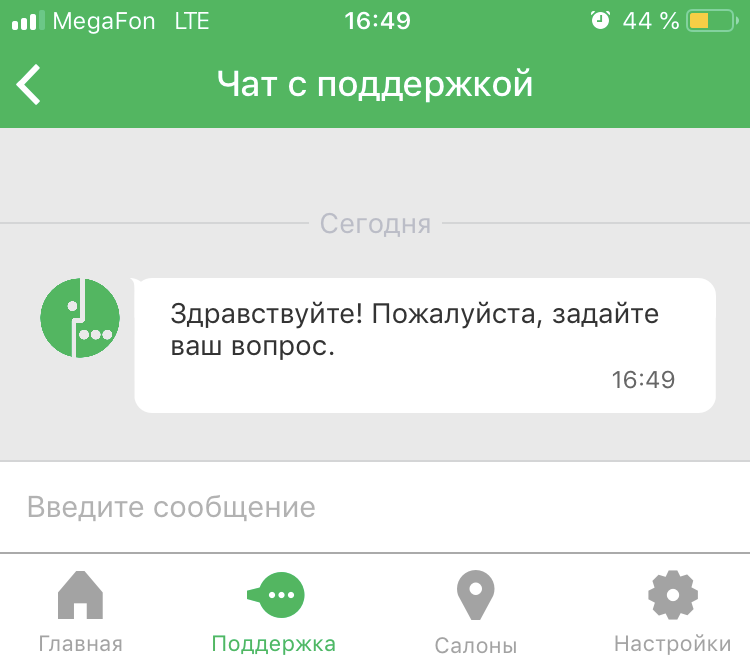 MegaFon LTE 16:49 44 %
Чат с поддержкой
Сегодня
Здравствуйте! Пожалуйста, задайте
ваш вопрос.
16:49
Введите сообщение
Главная Поддержка Салоны Настройки